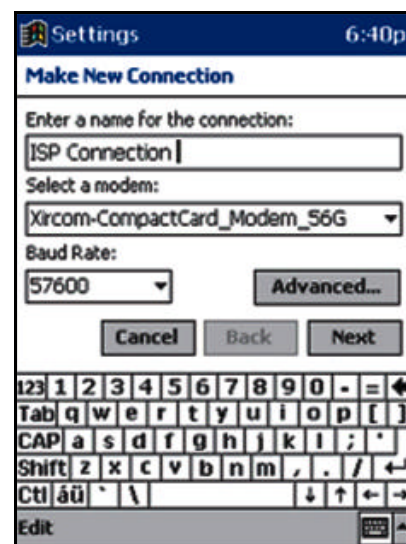 Settings 6:40p
Make New Connection
Enter a name for the connection:
ISP Connection
Select a modem:
Xircom-CompactCard_Modem_56G
Baud Rate:
57600 Advanced...
Cancel Back Next
123 1 2 3 4 5 6 7 8 9 0 - =
Tab q w e r t y u i o p [ ]
CAP a s d f g h j k l ; '
Shift z x c v b n m , . /
Ctl áü ` \
Edit